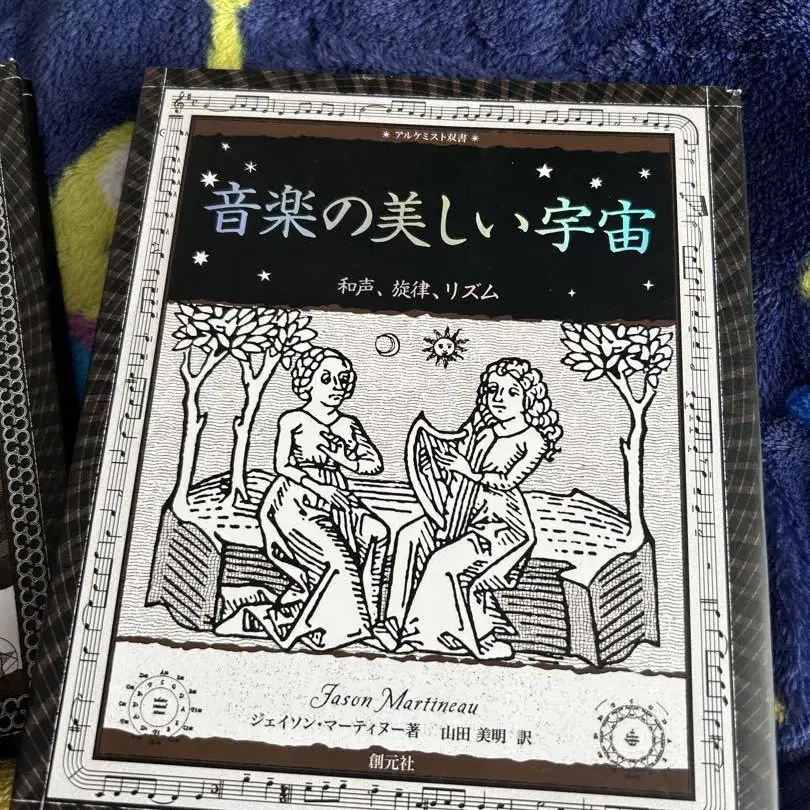 ＊アルケミスト双書＊
音楽の美しい宇宙
和声、旋律、リズム
Jason Martineau
ジェイソン・マーティヌー著　山田 美明 訳
創元社